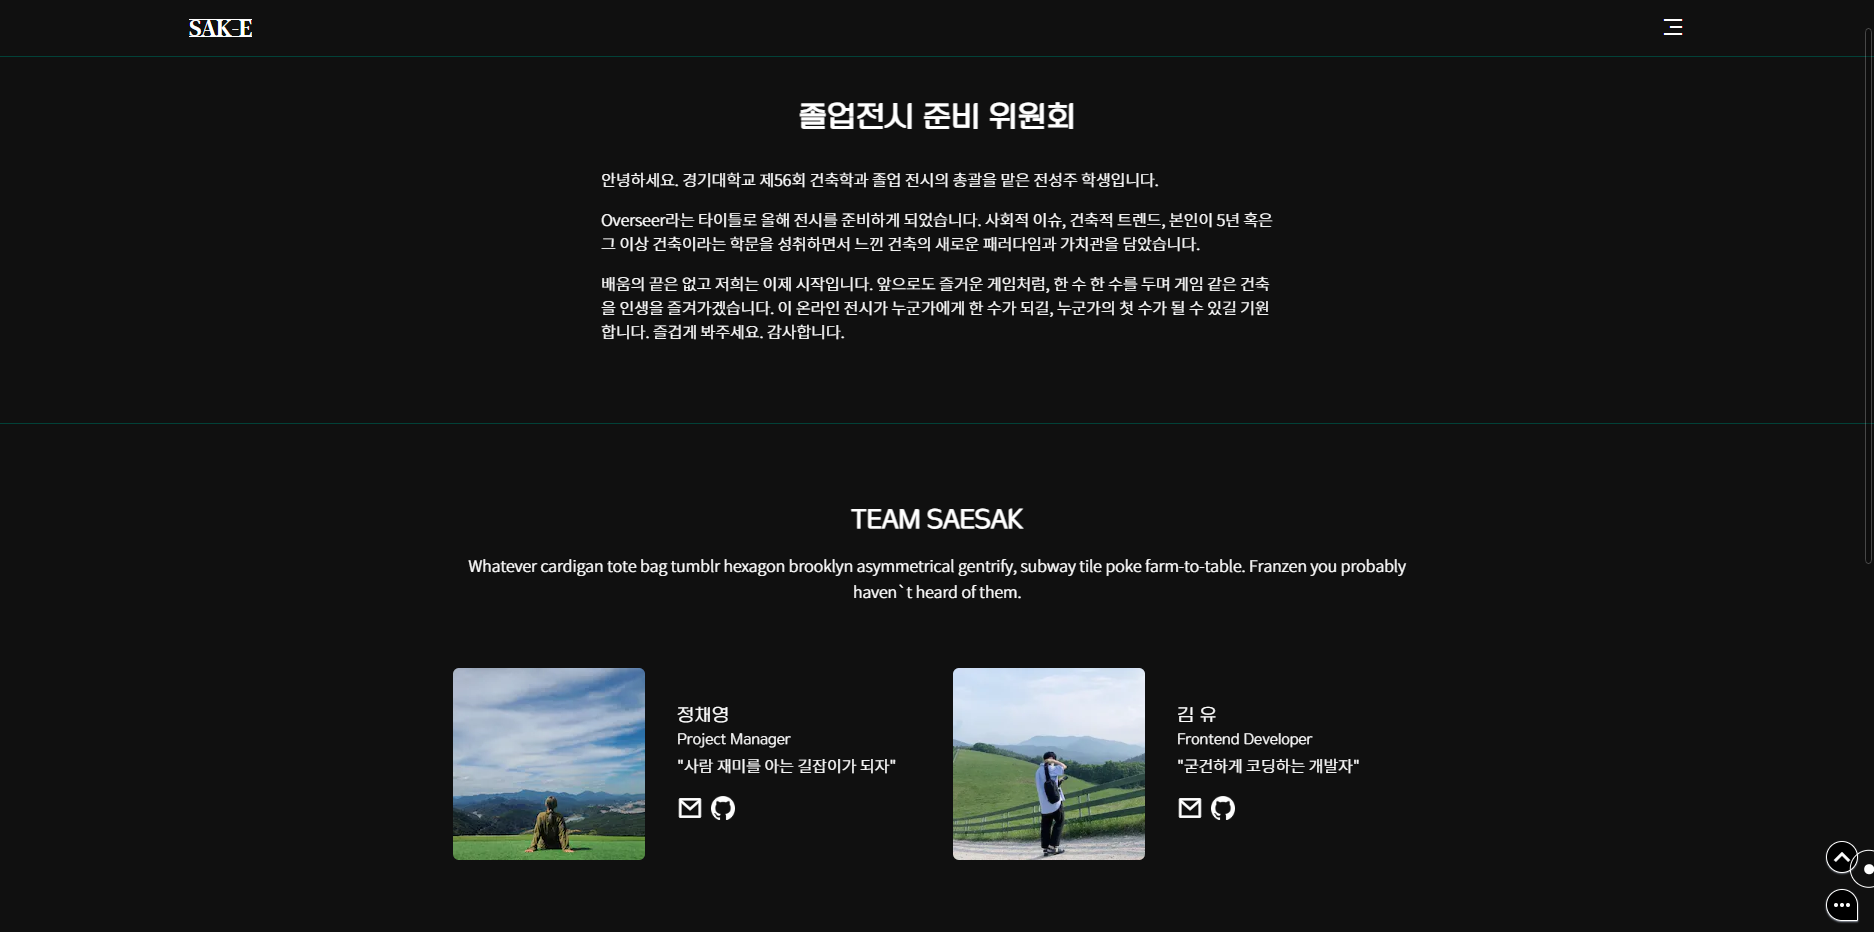 SAK-E
졸업전시 준비 위원회
안녕하세요. 경기대학교 제56회 건축학과 졸업 전시의 총괄을 맡은 전성주 학생입니다.
Overseer라는 타이틀로 올해 전시를 준비하게 되었습니다. 사회적 이슈, 건축적 트렌드, 본인이 5년 혹은
그 이상 건축이라는 학문을 성취하면서 느낀 건축의 새로운 패러다임과 가치관을 담았습니다.
배움의 끝은 없고 저희는 이제 시작입니다. 앞으로도 즐거운 게임처럼, 한 수 한 수를 두며 게임 같은 건축
을 인생을 즐겨가겠습니다. 이 온라인 전시가 누군가에게 한 수가 되길, 누군가의 첫 수가 될 수 있길 기원
합니다. 즐겁게 봐주세요. 감사합니다.
TEAM SAESAK
Whatever cardigan tote bag tumblr hexagon brooklyn asymmetrical gentrify, subway tile poke farm-to-table. Franzen you probably
haven`t heard of them.
정채영
Project Manager
"사람 재미를 아는 길잡이가 되자"
김 유
Frontend Developer
"굳건하게 코딩하는 개발자"